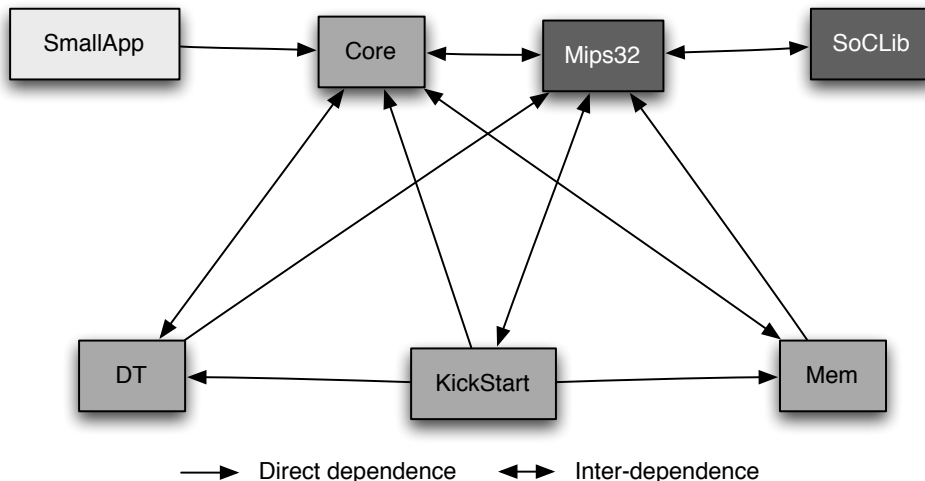 SmallApp
Core
Mips32
SoCLib
DT
KickStart
Mem
Direct dependence
Inter-dependence